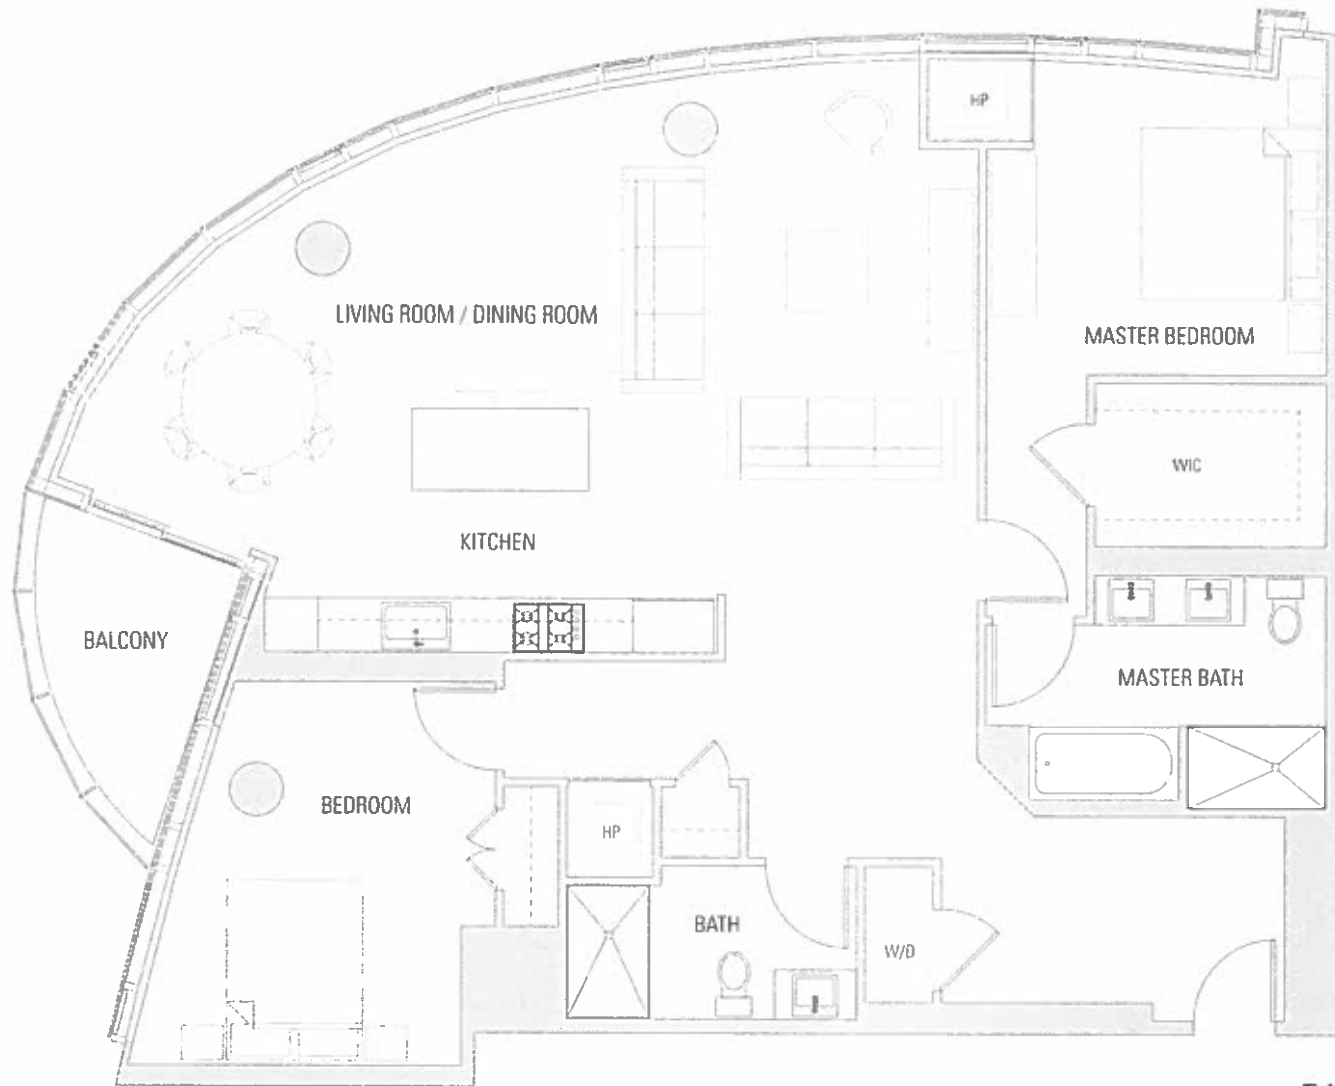 HP
LIVING ROOM / DINING ROOM
MASTER BEDROOM
WIC
KITCHEN
BALCONY
MASTER BATH
BEDROOM
HP
BATH
W/D